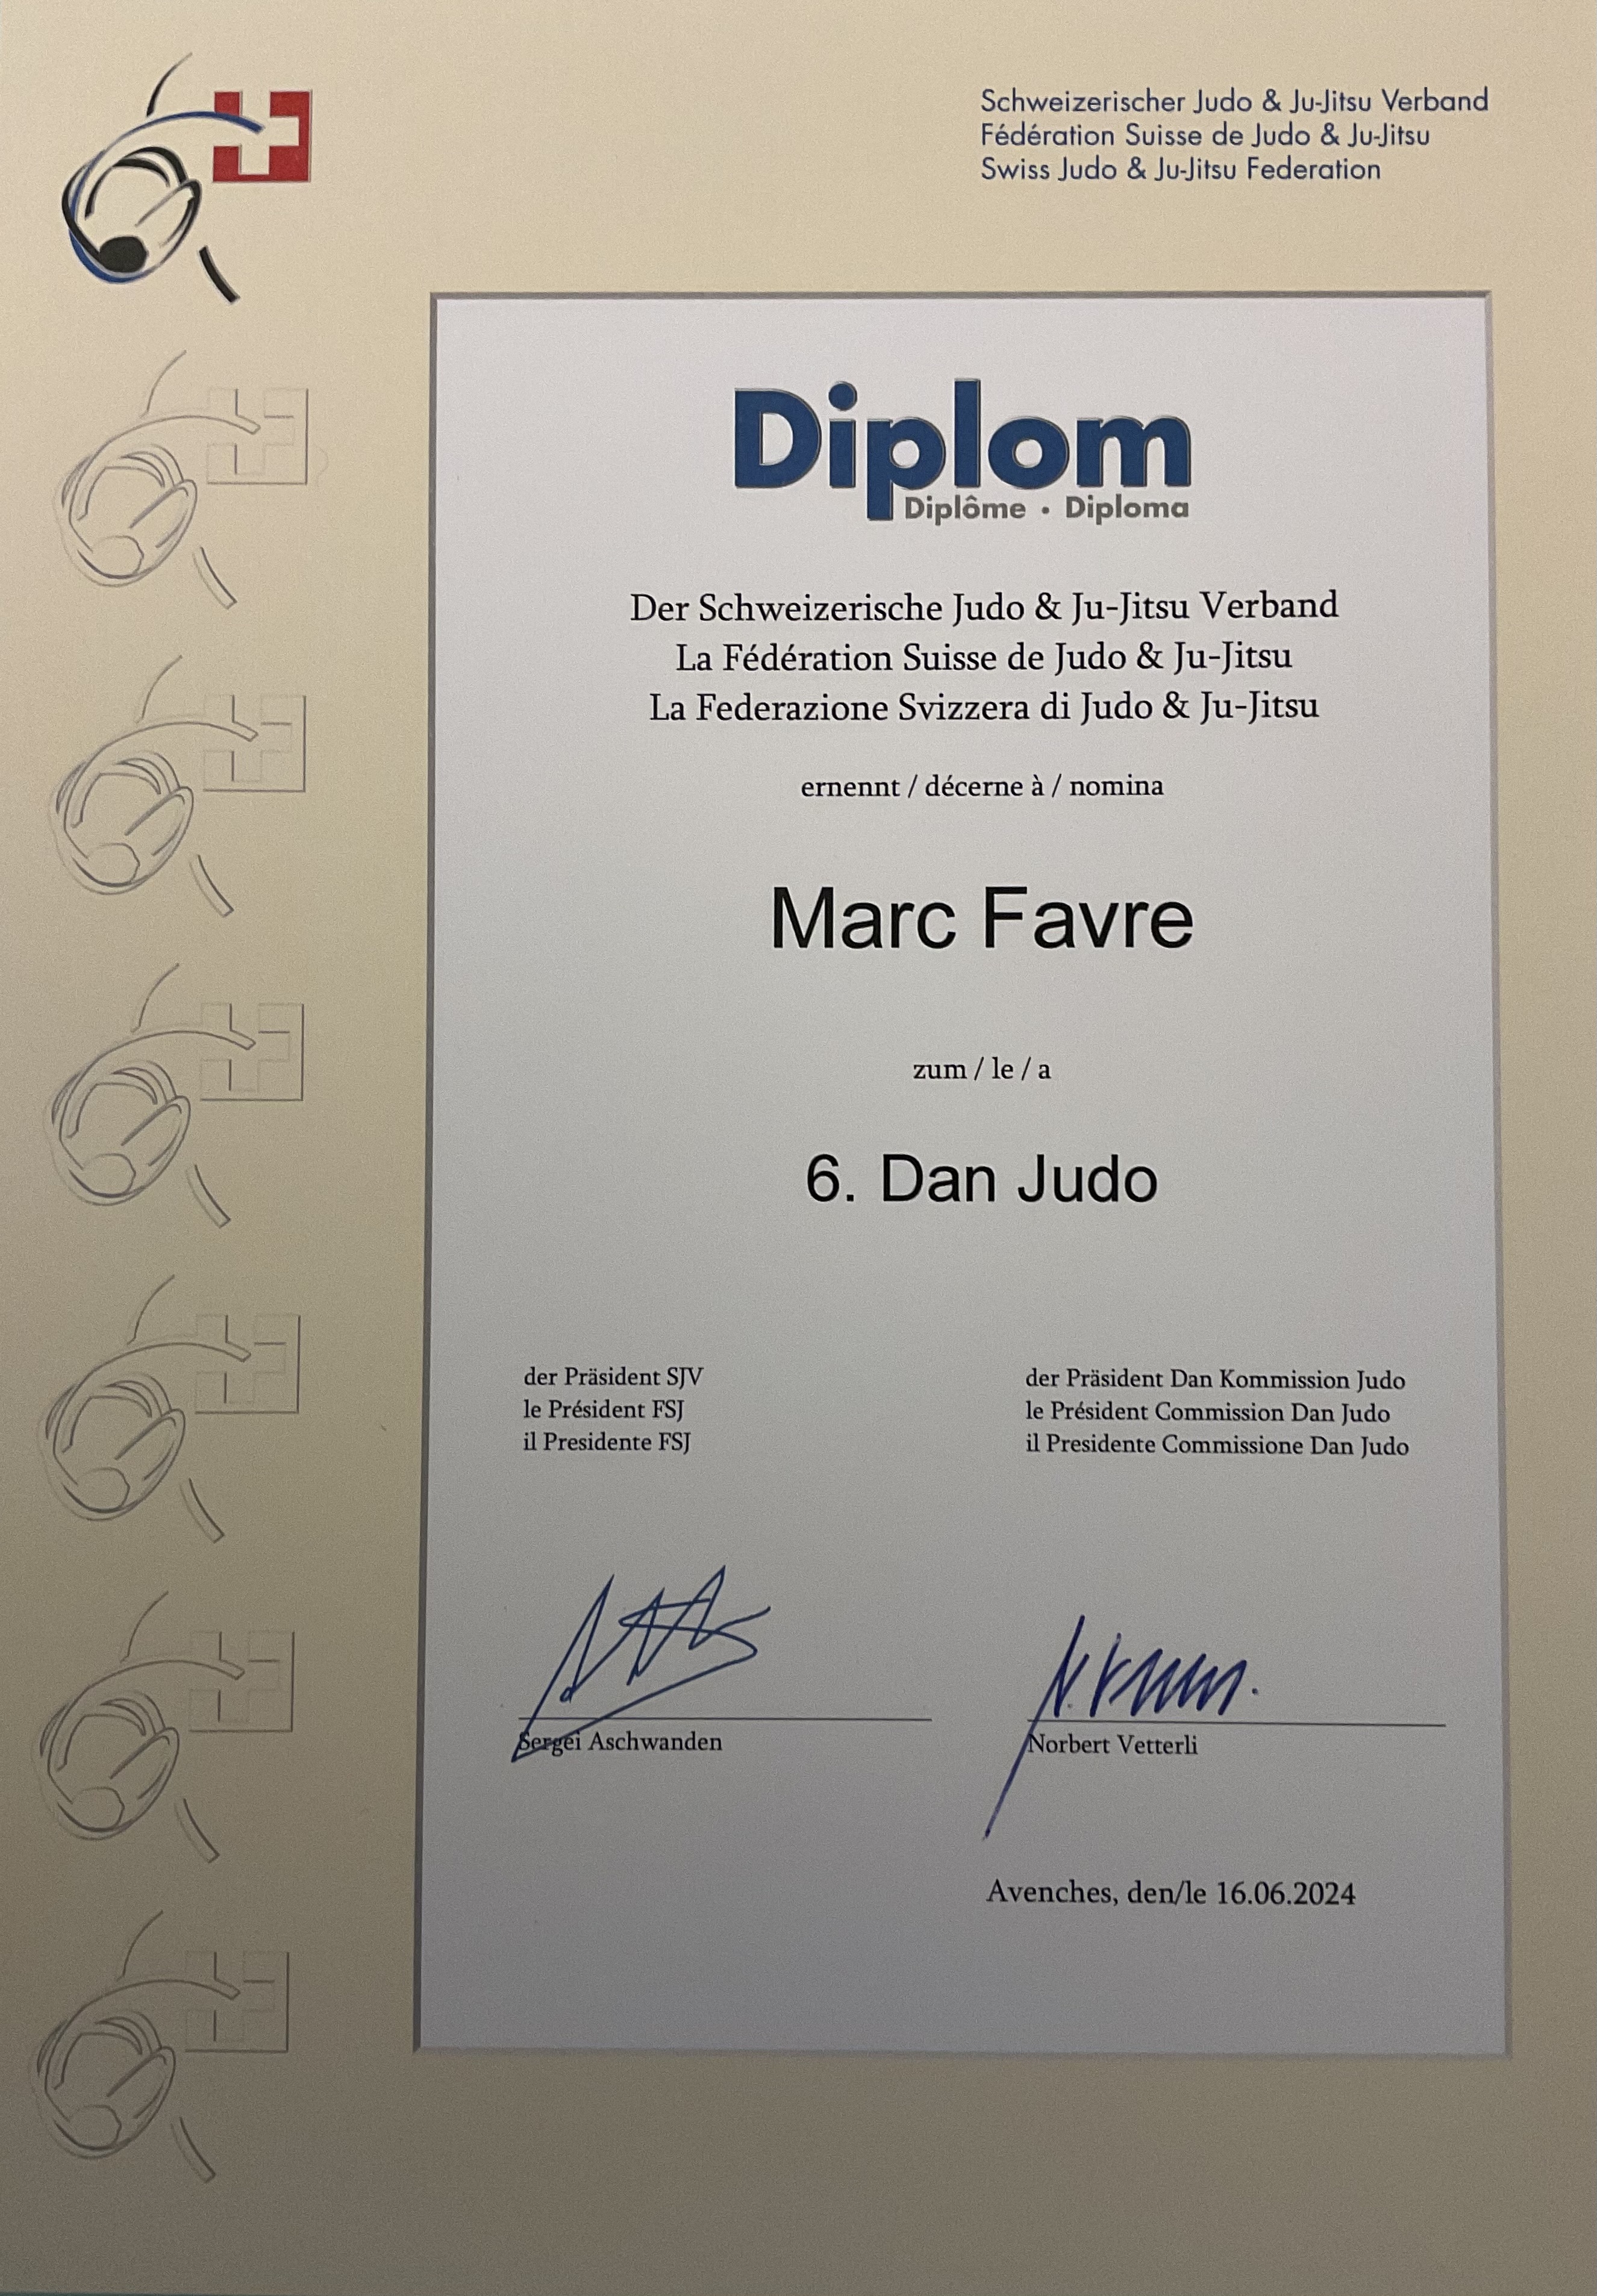 Schweizerischer Judo & Ju-Jitsu Verband
Fédération Suisse de Judo & Ju-Jitsu
Swiss Judo & Ju-Jitsu Federation
Diplom
Diplôme • Diploma
Der Schweizerische Judo & Ju-Jitsu Verband
La Fédération Suisse de Judo & Ju-Jitsu
La Federazione Svizzera di Judo & Ju-Jitsu
ernennt / décerne à / nomina
Marc Favre
zum / le / a
6. Dan Judo
der Präsident SJV
le Président FSJ
il Presidente FSJ
der Präsident Dan Kommission Judo
le Président Commission Dan Judo
il Presidente Commissione Dan Judo
Sergei Aschwanden
Norbert Vetterli
Avenches, den/le 16.06.2024